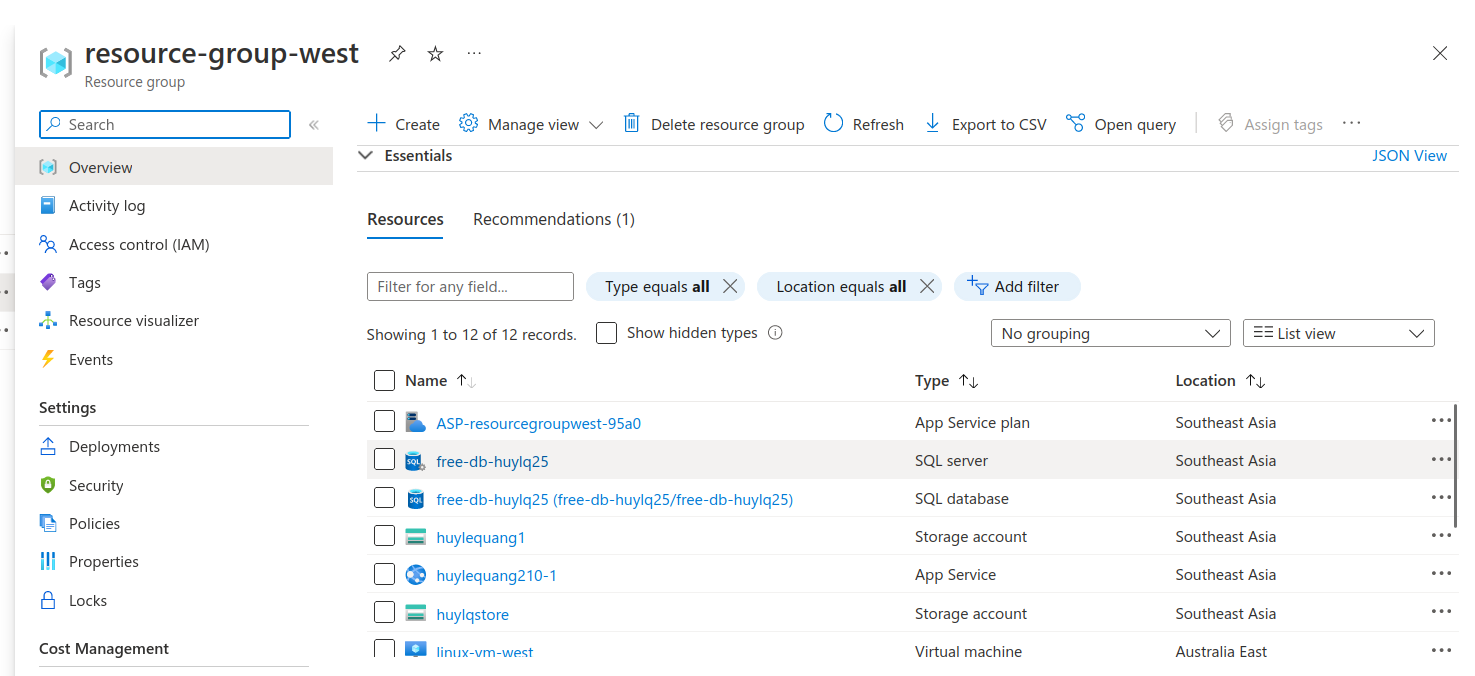 resource-group-west
Resource group
Search
Create Manage view Delete resource group Refresh Export to CSV Open query Assign tags
Essentials JSON View
Overview
Activity log
Access control (IAM)
Tags
Resource visualizer
Events
Settings
Deployments
Security
Policies
Properties
Locks
Cost Management
Resources Recommendations (1)
Filter for any field... Type equals all Location equals all Add filter
Showing 1 to 12 of 12 records. Show hidden types No grouping List view
Name Type Location
ASP-resourcegroupwest-95a0 App Service plan Southeast Asia
SQL free-db-huylq25 SQL server Southeast Asia
SQL free-db-huylq25 (free-db-huylq25/free-db-huylq25) SQL database Southeast Asia
huylequang1 Storage account Southeast Asia
huylequang210-1 App Service Southeast Asia
huylqstore Storage account Southeast Asia
linux-vm-west Virtual machine Australia East